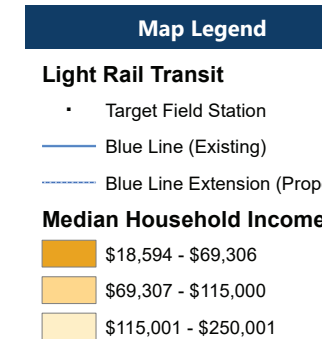 Map Legend
Light Rail Transit
Target Field Station
Blue Line (Existing)
Blue Line Extension (Prop
Median Household Income
$18,594 - $69,306
$69,307 - $115,000
$115,001 - $250,001